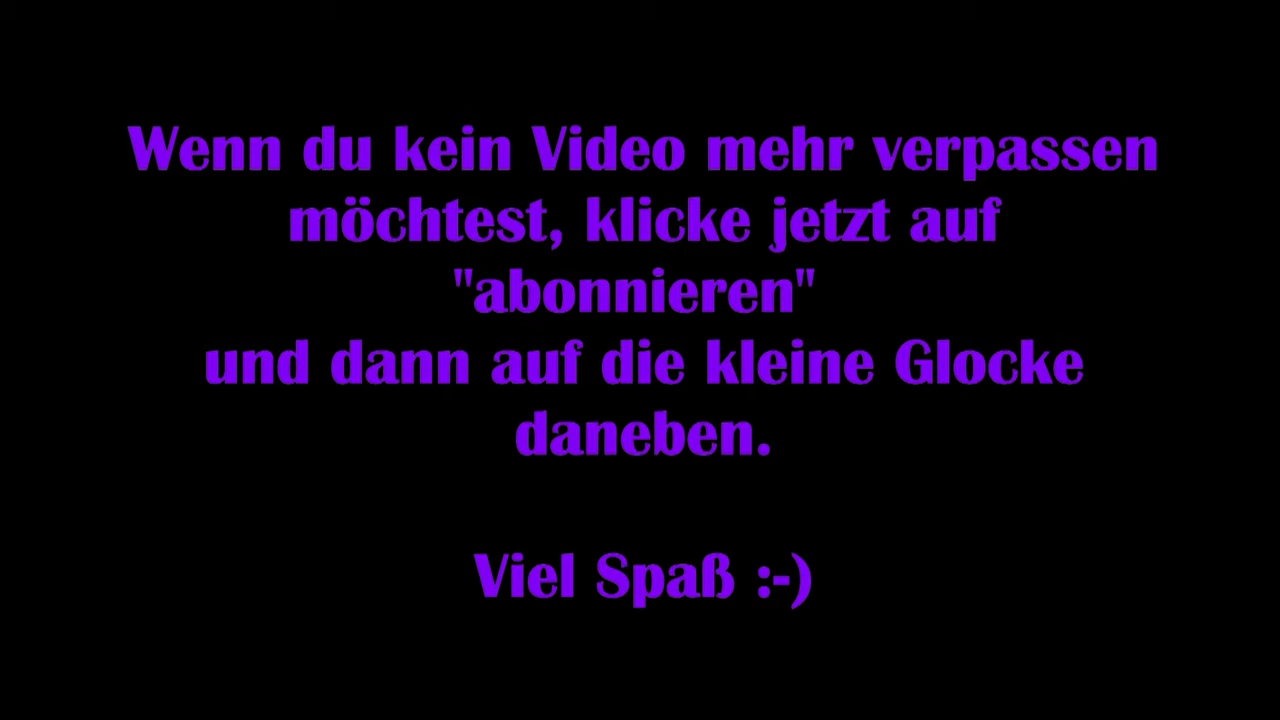 Wenn du kein Video mehr verpassen
möchtest, klicke jetzt auf
"abonnieren"
und dann auf die kleine Glocke
daneben.
Viel Spaß :-)